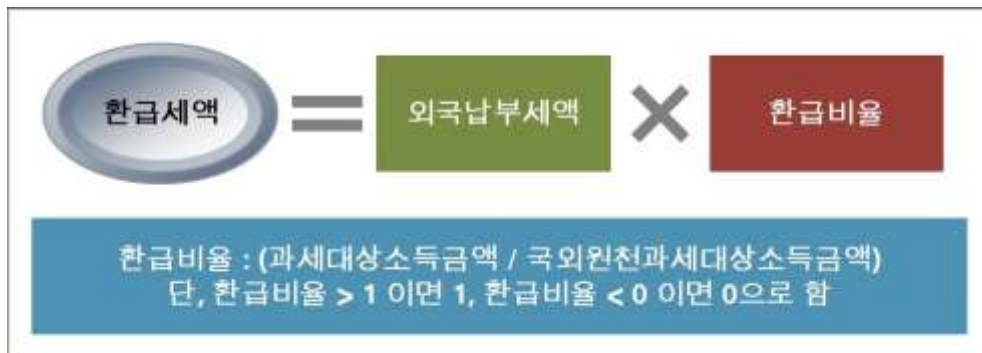 환급세액 = 외국납부세액 × 환급비율
환급비율 : (과세대상소득금액 / 국외원천과세대상소득금액)
단, 환급비율 > 1 이면 1, 환급비율 < 0 이면 0으로 함